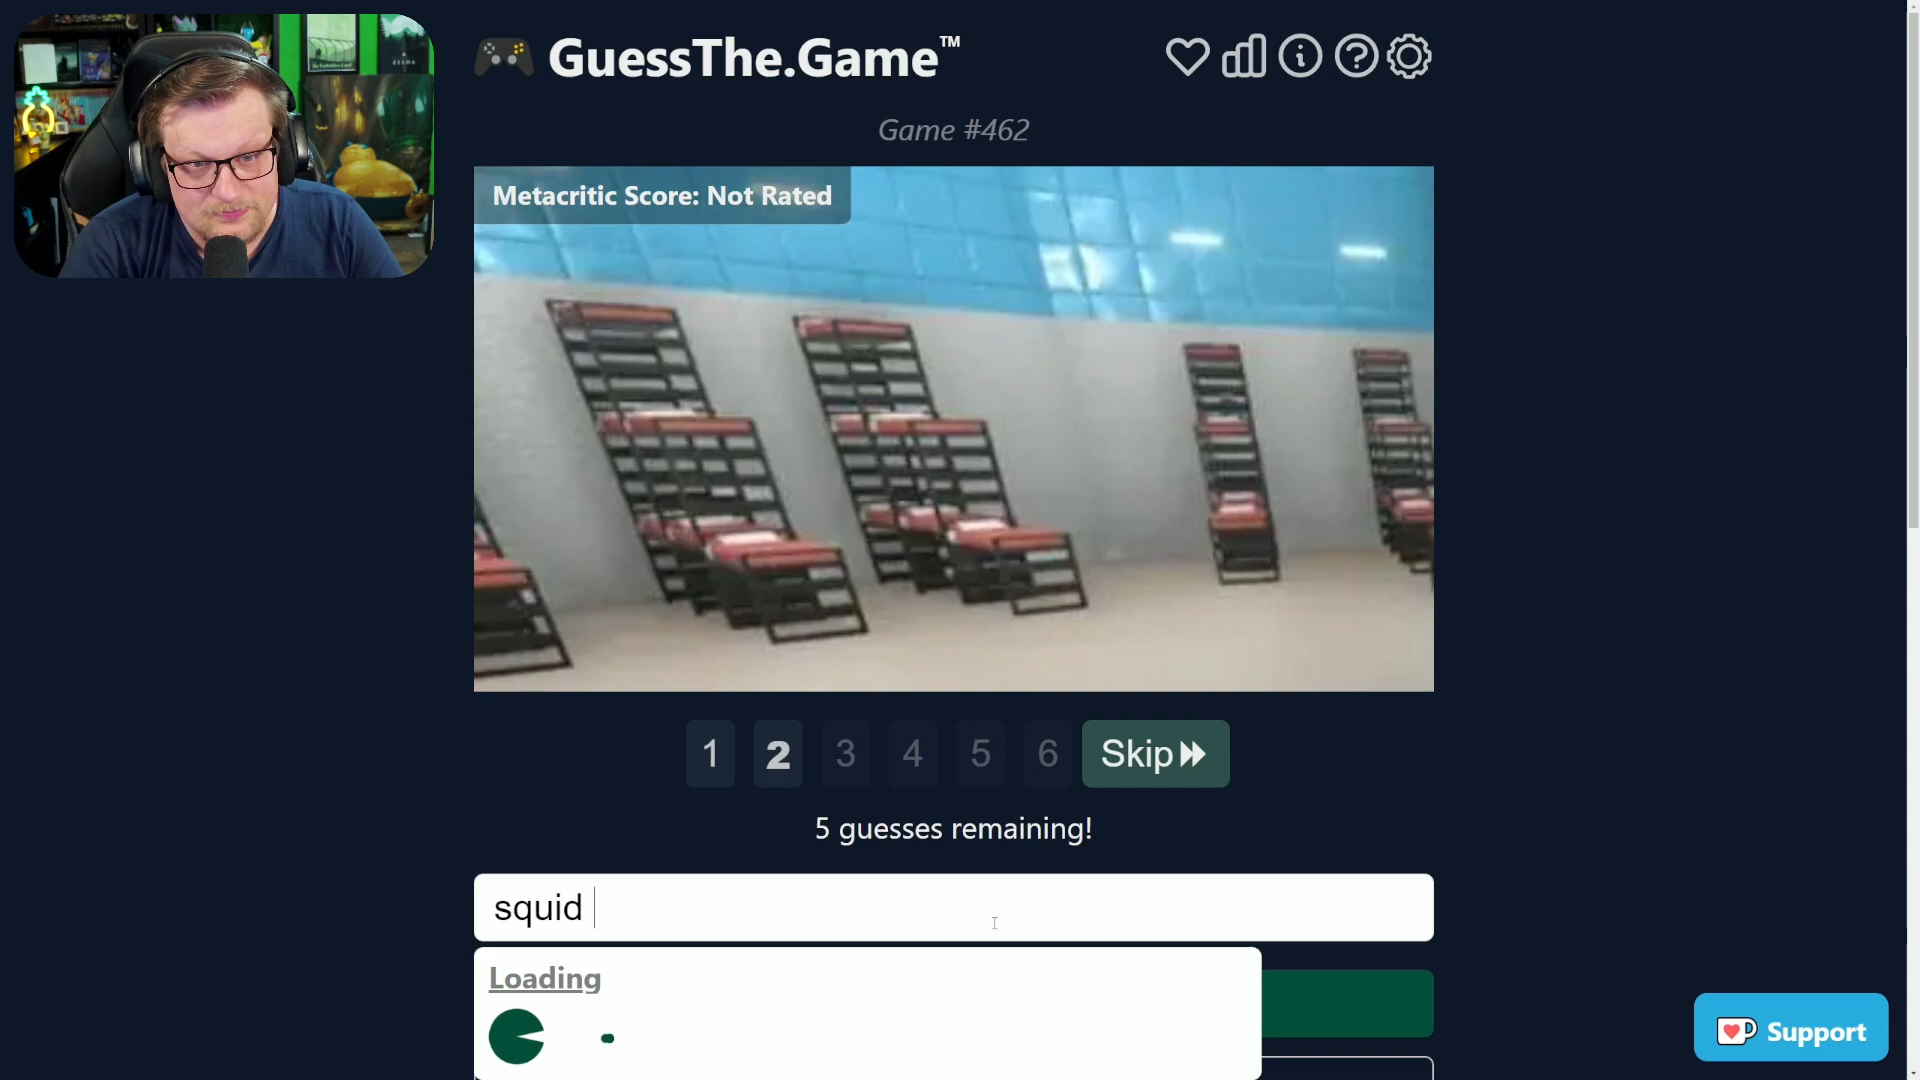 GuessThe.Game™
Game #462
Metacritic Score: Not Rated
1 2 3 4 5 6 Skip
5 guesses remaining!
squid
Loading
Support